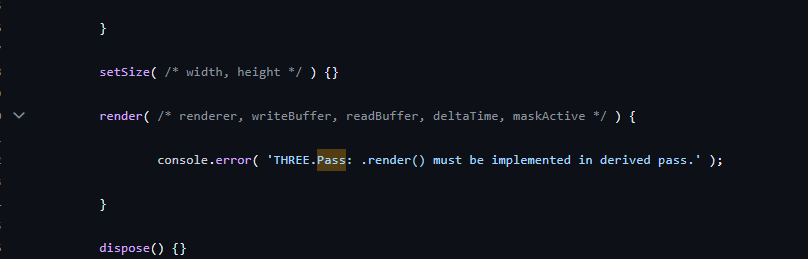 }
setSize( /* width, height */ ) {}
render( /* renderer, writeBuffer, readBuffer, deltaTime, maskActive */ ) {
console.error( 'THREE.Pass: .render() must be implemented in derived pass.' );
}
dispose() {}